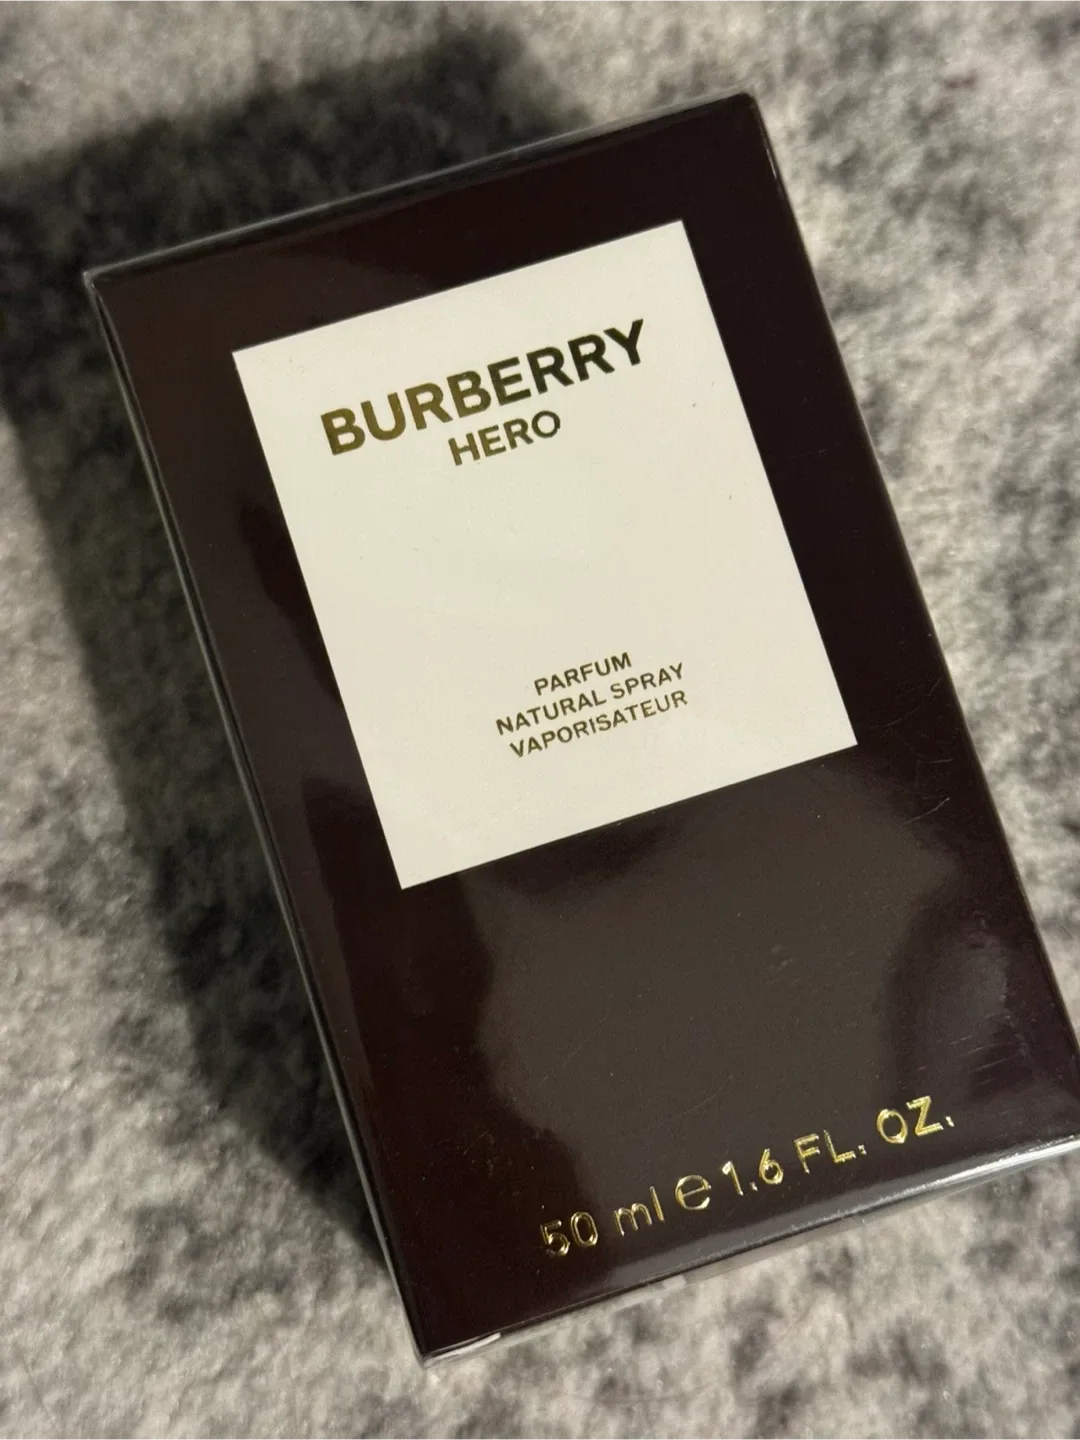 BURBERRY
HERO
PARFUM
NATURAL SPRAY
VAPORISATEUR
50 ml ℮ 1.6 FL. OZ.